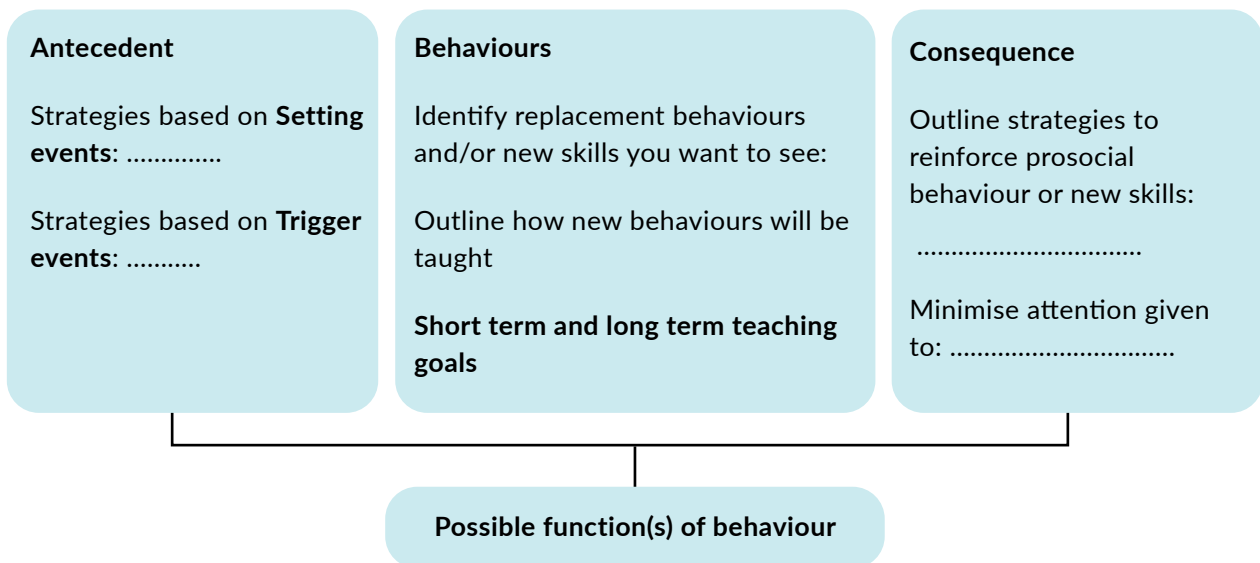 Antecedent
Strategies based on Setting
events: ..............
Strategies based on Trigger
events: ...........
Behaviours
Identify replacement behaviours
and/or new skills you want to see:
Outline how new behaviours will be
taught
Short term and long term teaching
goals
Consequence
Outline strategies to
reinforce prosocial
behaviour or new skills:
.................................
Minimise attention given
to: .................................
Possible function(s) of behaviour